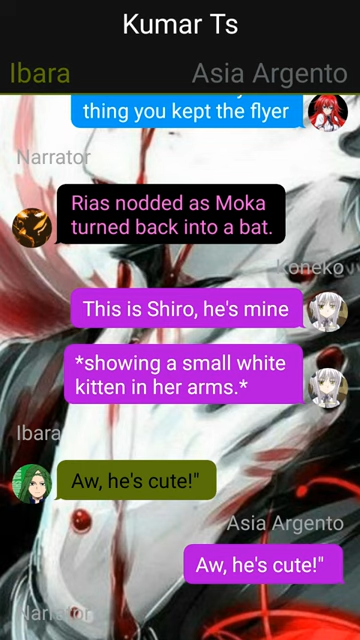 Kumar Ts
Ibara
Asia Argento
thing you kept the flyer
Narrator
Rias nodded as Moka
turned back into a bat.
Koneko
This is Shiro, he's mine
*showing a small white
kitten in her arms.*
Ibara
Aw, he's cute!"
Asia Argento
Aw, he's cute!"
Narrator